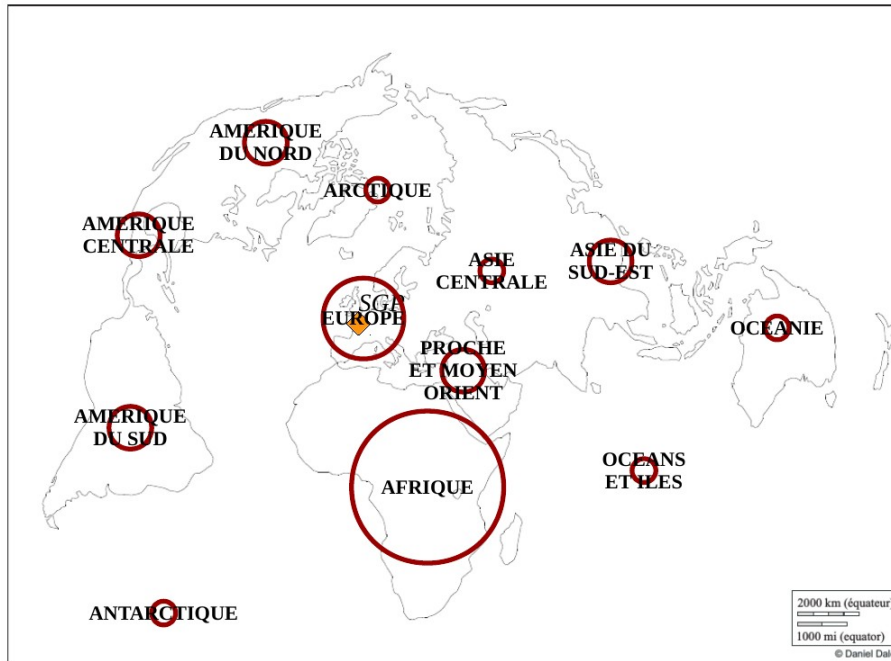 AMERIQUE
DU NORD
ARCTIQUE
AMERIQUE
CENTRALE
ASIE
CENTRALE
ASIE DU
SUD-EST
SGP
EUROPE
OCEANIE
PROCHE
ET MOYEN
ORIENT
AMERIQUE
DU SUD
AFRIQUE
OCEANS
ET ILES
ANTARCTIQUE
2000 km (équateur)
1000 mi (equator)
© Daniel Dal